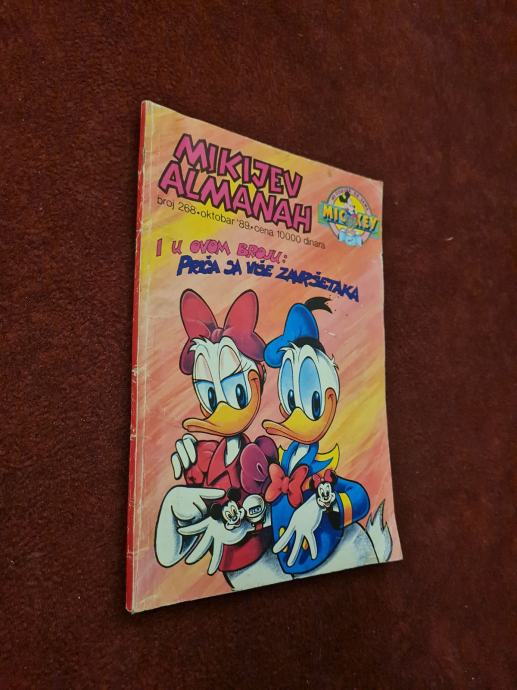 MIKIJEV
ALMANAH
broj 268•oktobar '89•cena 10000 dinara
MICKEY
I U OVOM BROJU:
PRIČA SA VIŠE ZAVRŠETAKA